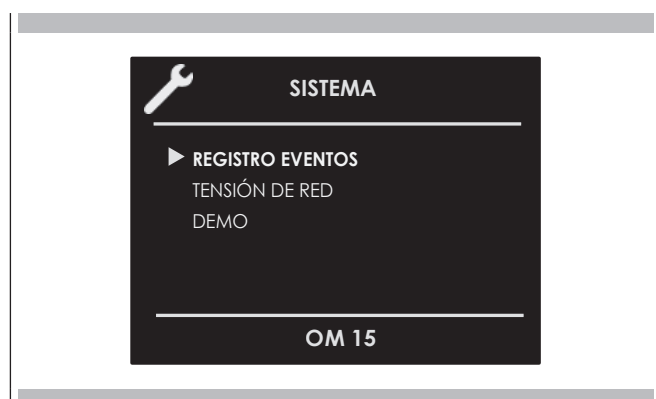 SISTEMA
REGISTRO EVENTOS
TENSIÓN DE RED
DEMO
OM 15